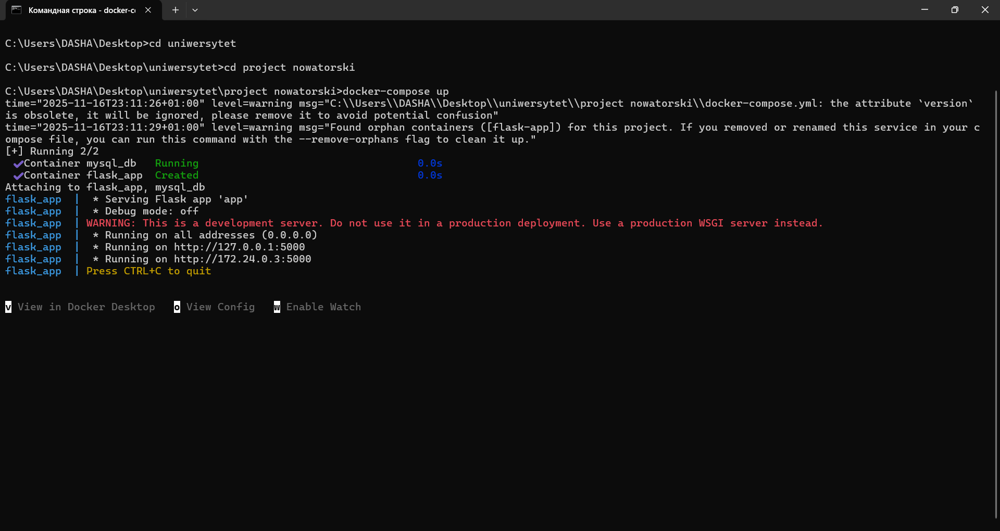 Командная строка - docker-co
C:\Users\DASHA\Desktop>cd uniwersytet
C:\Users\DASHA\Desktop\uniwersytet>cd project nowatorski
C:\Users\DASHA\Desktop\uniwersytet\project nowatorski>docker-compose up
time="2025-11-16T23:11:26+01:00" level=warning msg="C:\\Users\\DASHA\\Desktop\\uniwersytet\\project nowatorski\\docker-compose.yml: the attribute `version`
is obsolete, it will be ignored, please remove it to avoid potential confusion"
time="2025-11-16T23:11:29+01:00" level=warning msg="Found orphan containers ([flask-app]) for this project. If you removed or renamed this service in your c
ompose file, you can run this command with the --remove-orphans flag to clean it up."
[+] Running 2/2
✔Container mysql_db   Running   0.0s
✔Container flask_app  Created   0.0s
Attaching to flask_app, mysql_db
flask_app  |  * Serving Flask app 'app'
flask_app  |  * Debug mode: off
flask_app  | WARNING: This is a development server. Do not use it in a production deployment. Use a production WSGI server instead.
flask_app  |  * Running on all addresses (0.0.0.0)
flask_app  |  * Running on http://127.0.0.1:5000
flask_app  |  * Running on http://172.24.0.3:5000
flask_app  | Press CTRL+C to quit
v View in Docker Desktop   o View Config   w Enable Watch